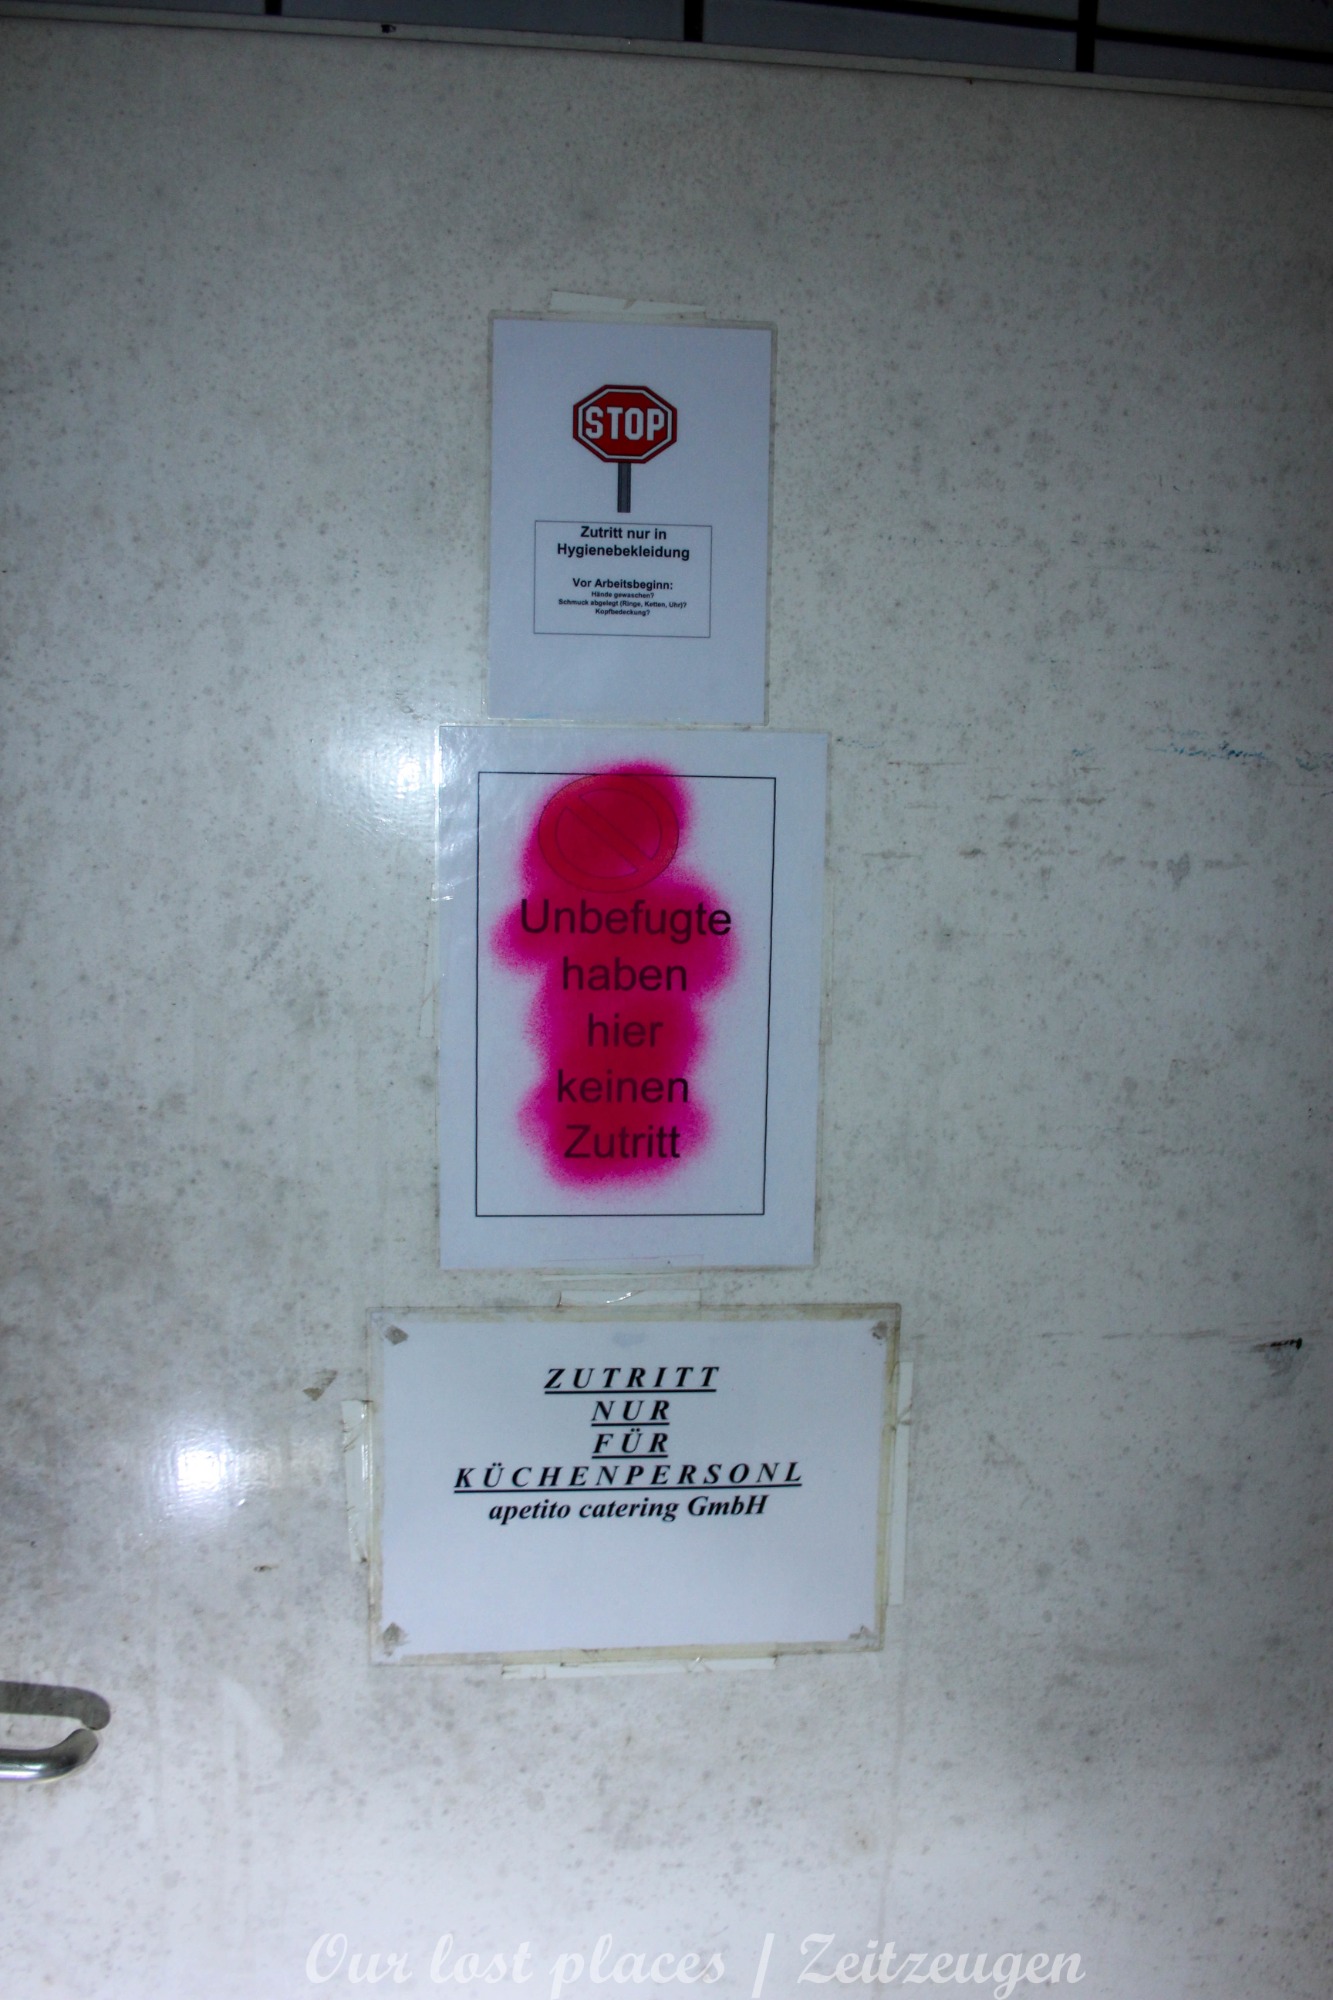 STOP
Zutritt nur in
Hygienebekleidung
Vor Arbeitsbeginn:
Hände gewaschen?
Schmuck abgelegt (Ringe, Ketten, Uhr)?
Kopfbedeckung?
Unbefugte
haben
hier
keinen
Zutritt
ZUTRITT
NUR
FÜR
KÜCHENPERSONL
apetito catering GmbH
Our lost places / Zeitzeugen